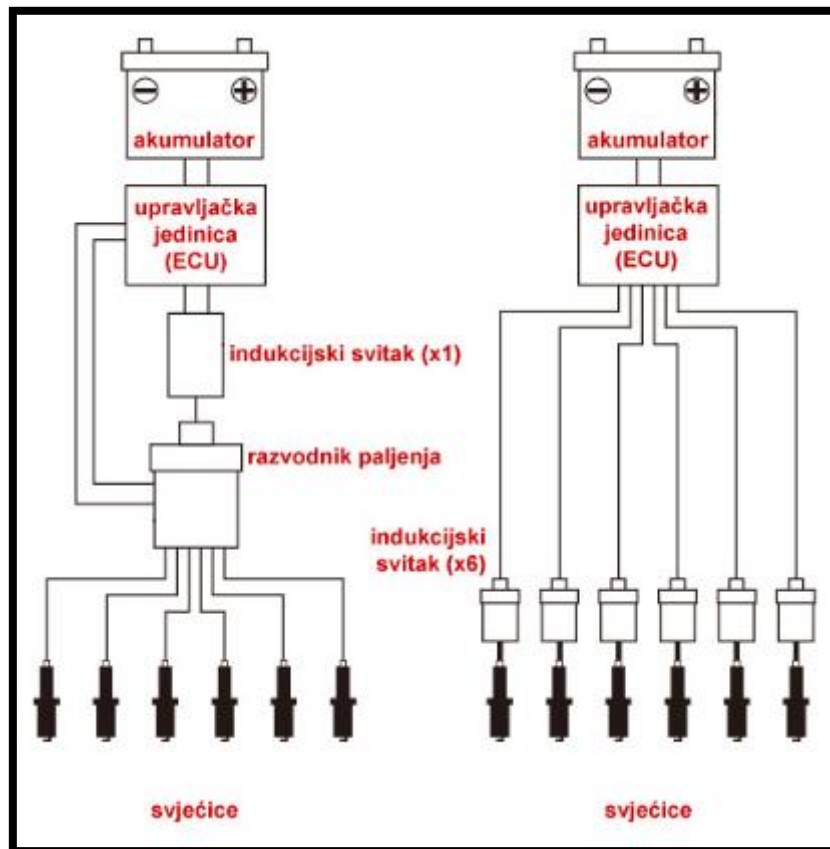 akumulator
upravljačka
jedinica
(ECU)
indukcijski svitak (x1)
razvodnik paljenja
svjećice
akumulator
upravljačka
jedinica
(ECU)
indukcijski
svitak (x6)
svjećice